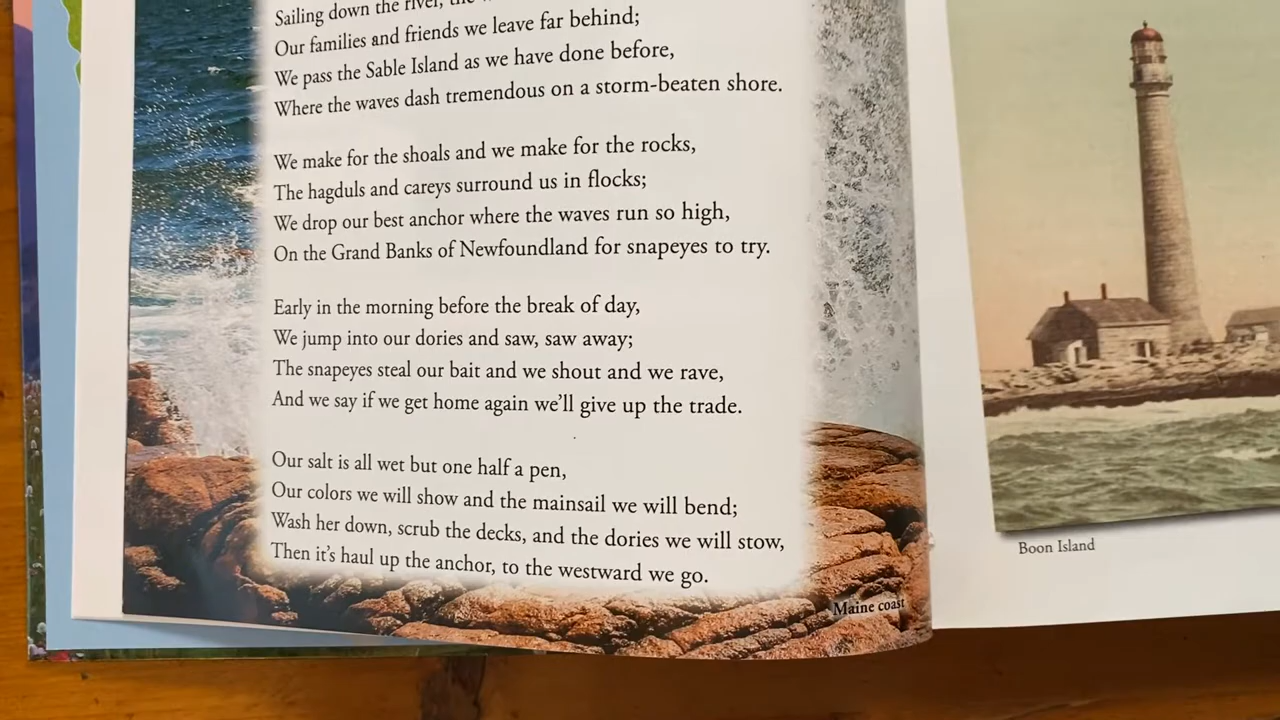 Sailing down the river, the
Our families and friends we leave far behind;
We pass the Sable Island as we have done before,
Where the waves dash tremendous on a storm-beaten shore.
We make for the shoals and we make for the rocks,
The hagduls and careys surround us in flocks;
We drop our best anchor where the waves run so high,
On the Grand Banks of Newfoundland for snapeyes to try.
Early in the morning before the break of day,
We jump into our dories and saw, saw away;
The snapeyes steal our bait and we shout and we rave,
And we say if we get home again we'll give up the trade.
Our salt is all wet but one half a pen,
Our colors we will show and the mainsail we will bend;
Wash her down, scrub the decks, and the dories we will stow,
Then it's haul up the anchor, to the westward we go.
Maine coast
Boon Island